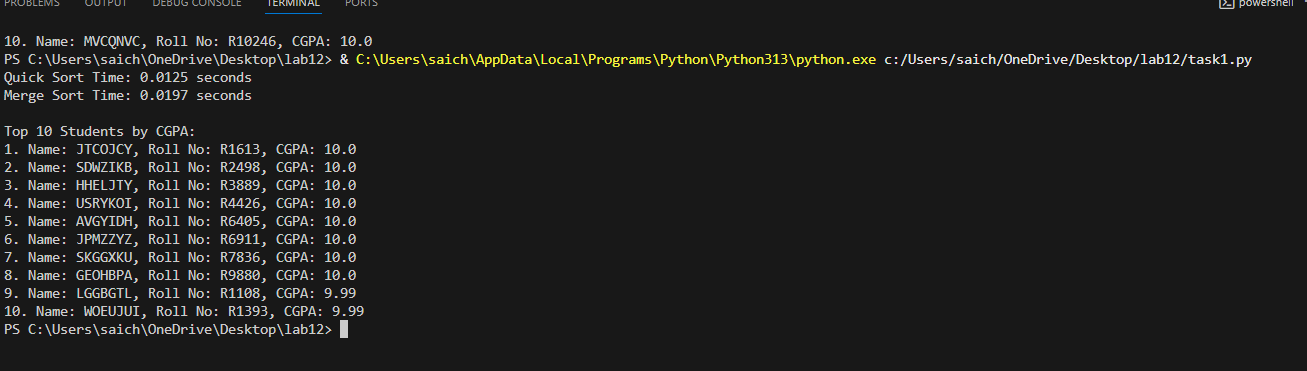 PROBLEMS OUTPUT DEBUG CONSOLE TERMINAL PORTS powershell
10. Name: MVCQNVC, Roll No: R10246, CGPA: 10.0
PS C:\Users\saich\OneDrive\Desktop\lab12> & C:\Users\saich\AppData\Local\Programs\Python\Python313\python.exe c:/Users/saich/OneDrive/Desktop/lab12/task1.py
Quick Sort Time: 0.0125 seconds
Merge Sort Time: 0.0197 seconds
Top 10 Students by CGPA:
1. Name: JTCOJCY, Roll No: R1613, CGPA: 10.0
2. Name: SDWZIKB, Roll No: R2498, CGPA: 10.0
3. Name: HHELJTY, Roll No: R3889, CGPA: 10.0
4. Name: USRYKOI, Roll No: R4426, CGPA: 10.0
5. Name: AVGYIDH, Roll No: R6405, CGPA: 10.0
6. Name: JPMZZYZ, Roll No: R6911, CGPA: 10.0
7. Name: SKGGXKU, Roll No: R7836, CGPA: 10.0
8. Name: GEOHBPA, Roll No: R9880, CGPA: 10.0
9. Name: LGGBGTL, Roll No: R1108, CGPA: 9.99
10. Name: WOEUJUI, Roll No: R1393, CGPA: 9.99
PS C:\Users\saich\OneDrive\Desktop\lab12>